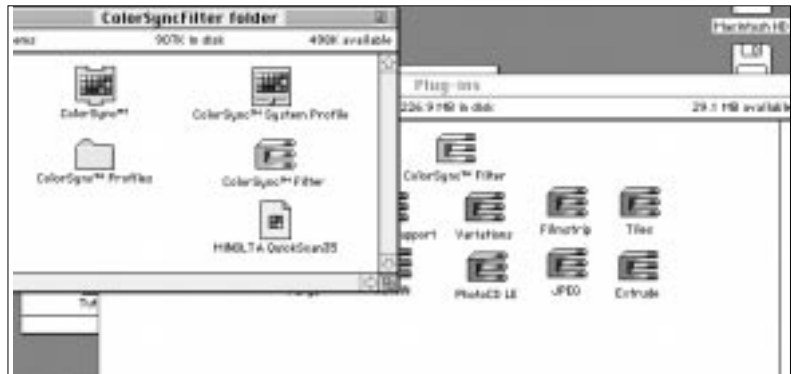 ColorSyncFilter folder
ems 907K in disk 490K available
ColorSync™ ColorSync™ System Profile
ColorSync™ Profiles ColorSync™ Filter
MINOLTA QuickScan35
Macintosh HD
Plug-ins
226.9 MB in disk 29.1 MB available
ColorSync™ Filter
pport Variations Filmstrip Tiles
PhotoCD LE JPEG Extrude